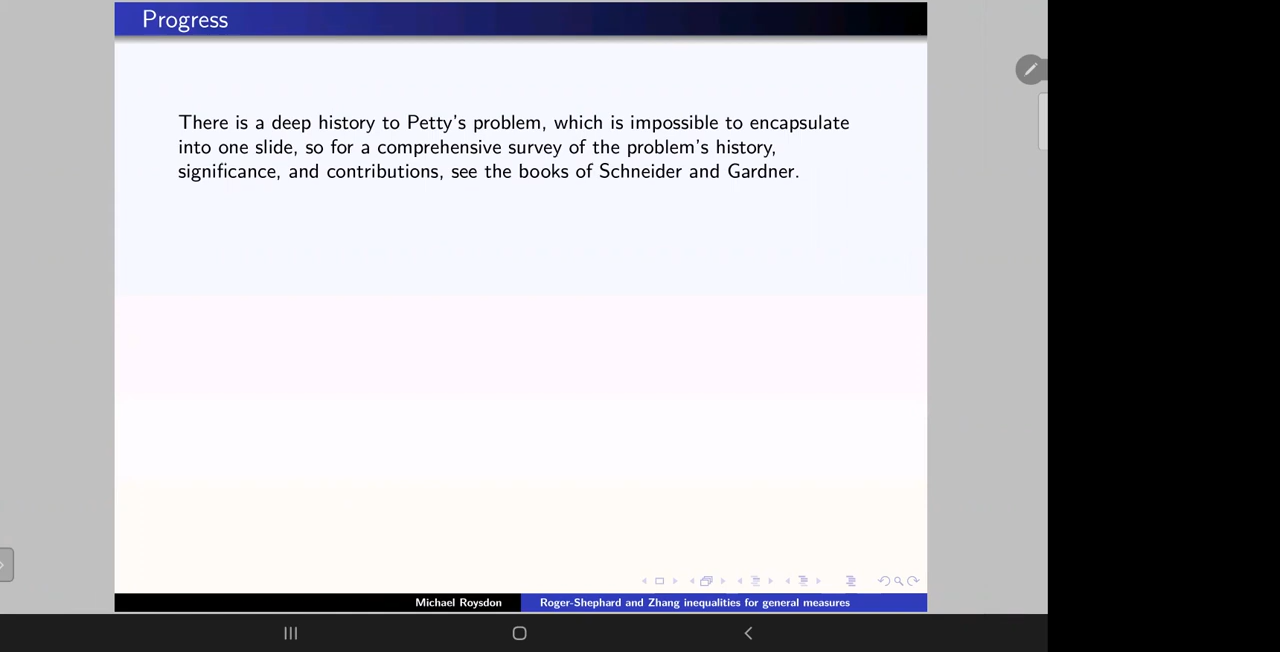 Progress
There is a deep history to Petty's problem, which is impossible to encapsulate
into one slide, so for a comprehensive survey of the problem's history,
significance, and contributions, see the books of Schneider and Gardner.
Michael Roysdon
Roger-Shephard and Zhang inequalities for general measures